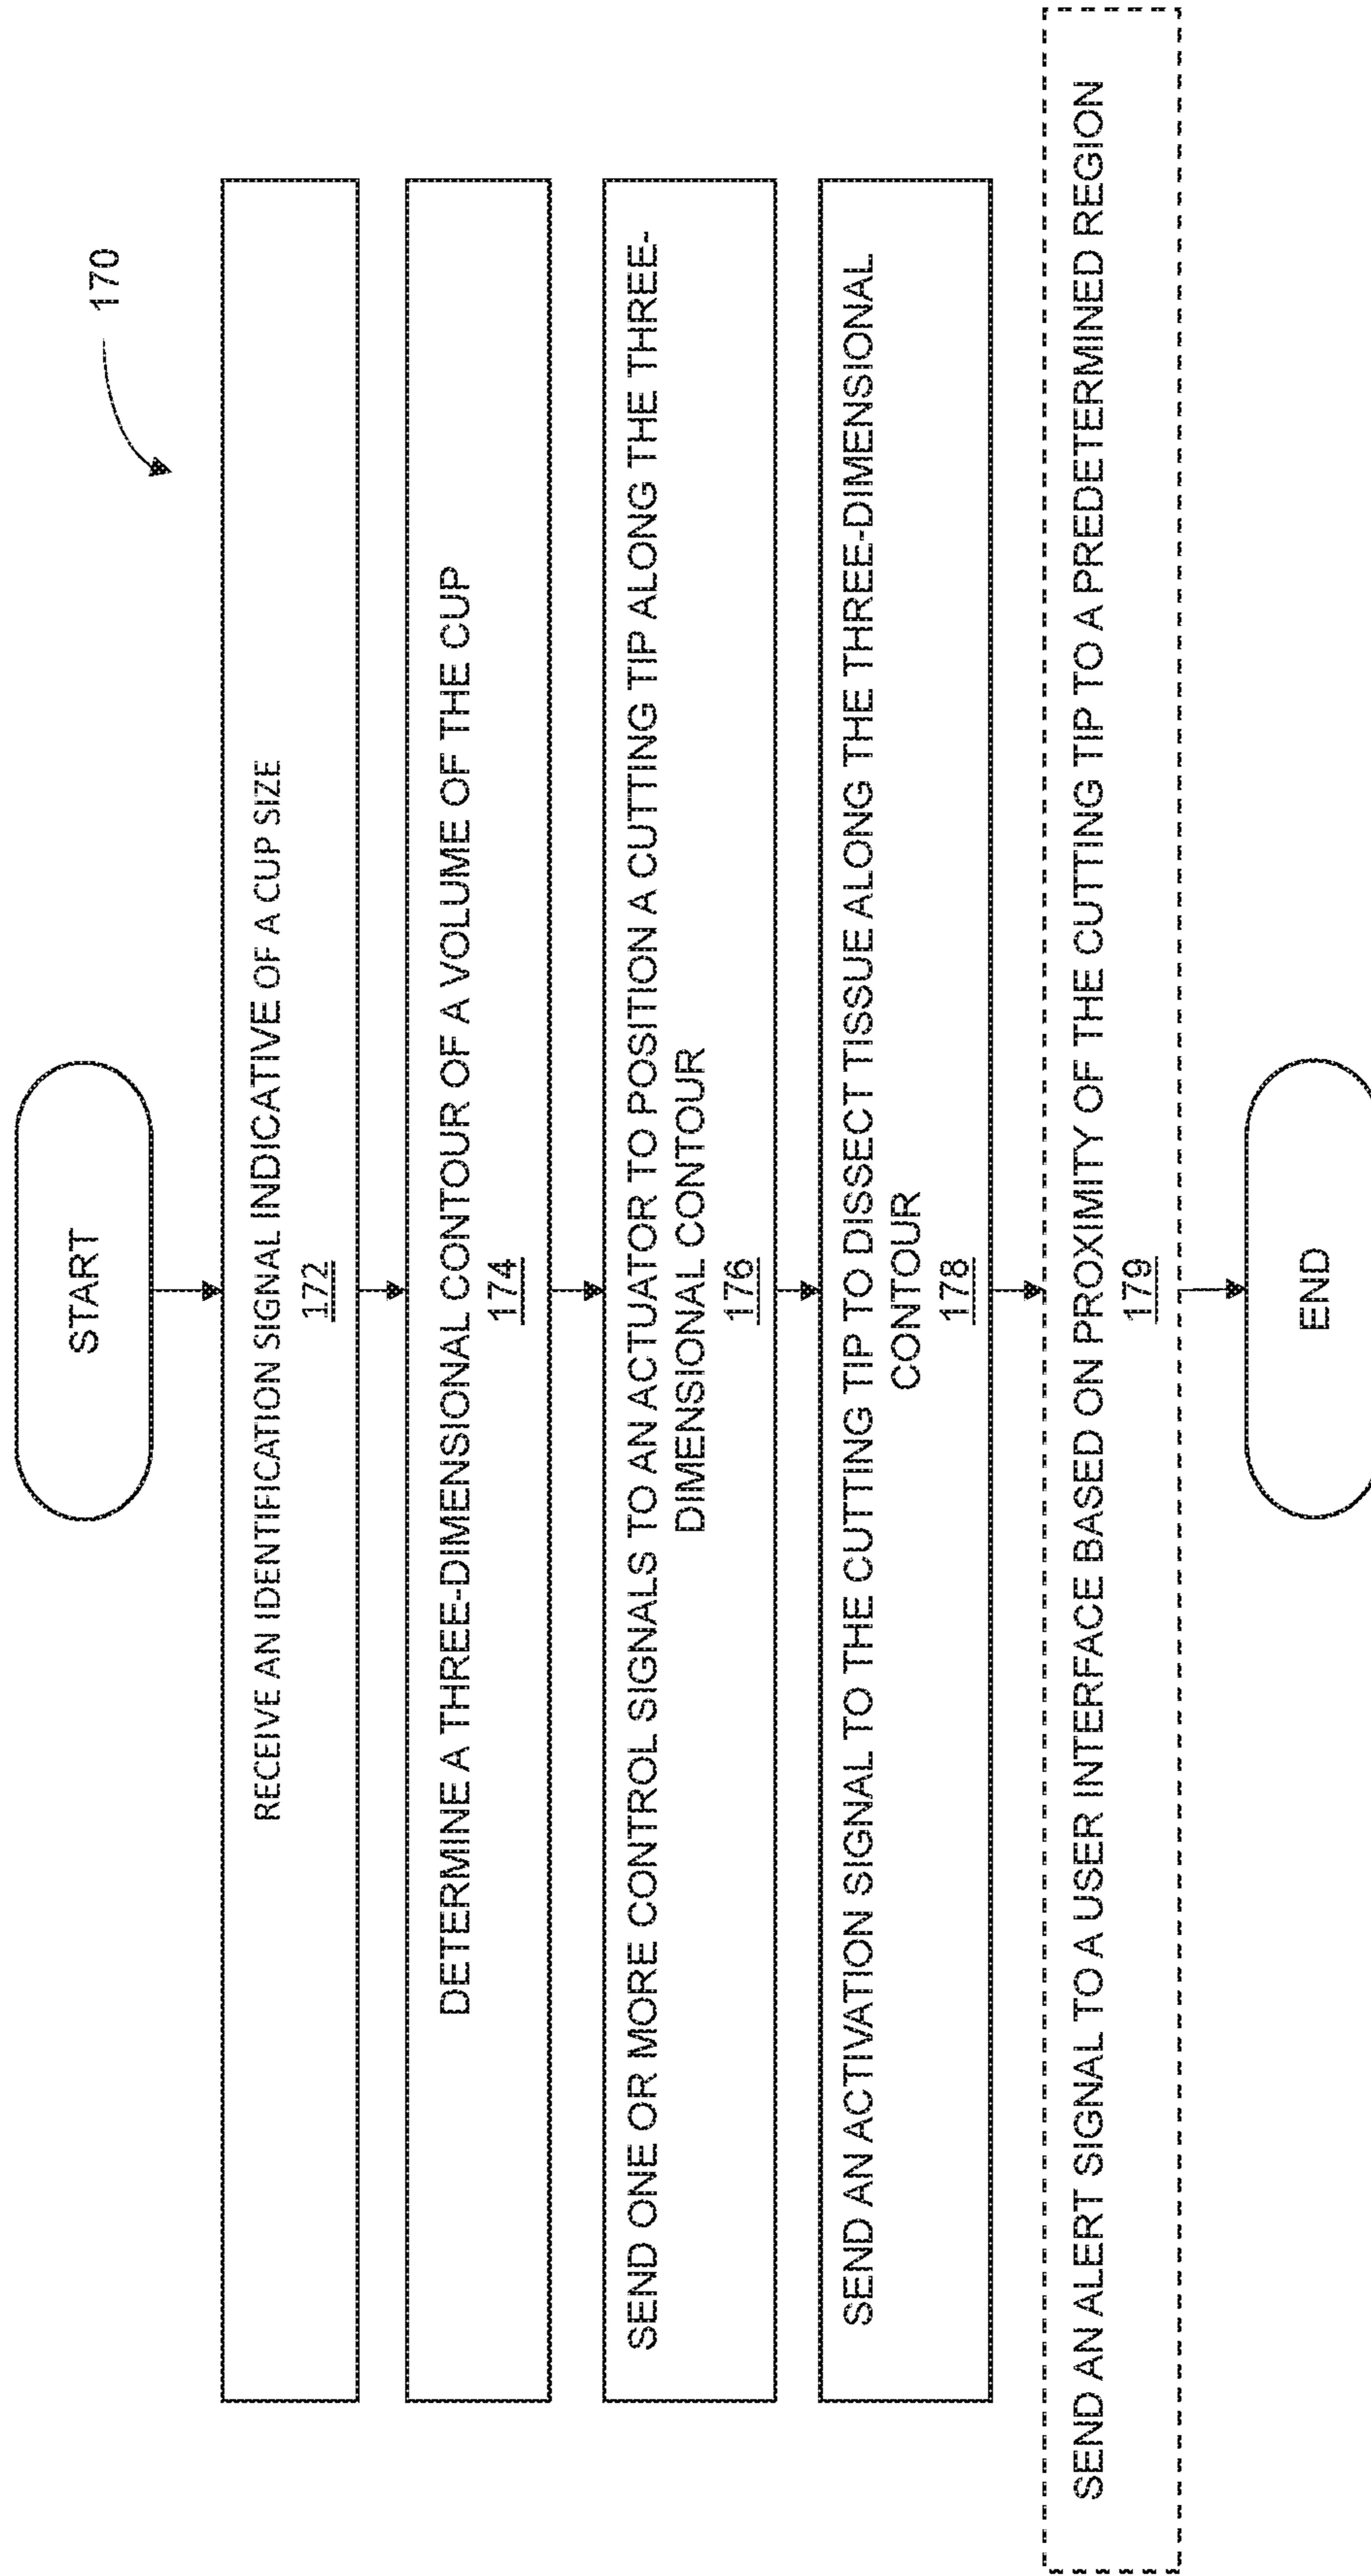 START
170
RECEIVE AN IDENTIFICATION SIGNAL INDICATIVE OF A CUP SIZE
172
DETERMINE A THREE-DIMENSIONAL CONTOUR OF A VOLUME OF THE CUP
174
SEND ONE OR MORE CONTROL SIGNALS TO AN ACTUATOR TO POSITION A CUTTING TIP ALONG THE THREE-
DIMENSIONAL CONTOUR
176
SEND AN ACTIVATION SIGNAL TO THE CUTTING TIP TO DISSECT TISSUE ALONG THE THREE-DIMENSIONAL
CONTOUR
178
SEND AN ALERT SIGNAL TO A USER INTERFACE BASED ON PROXIMITY OF THE CUTTING TIP TO A PREDETERMINED REGION
179
END